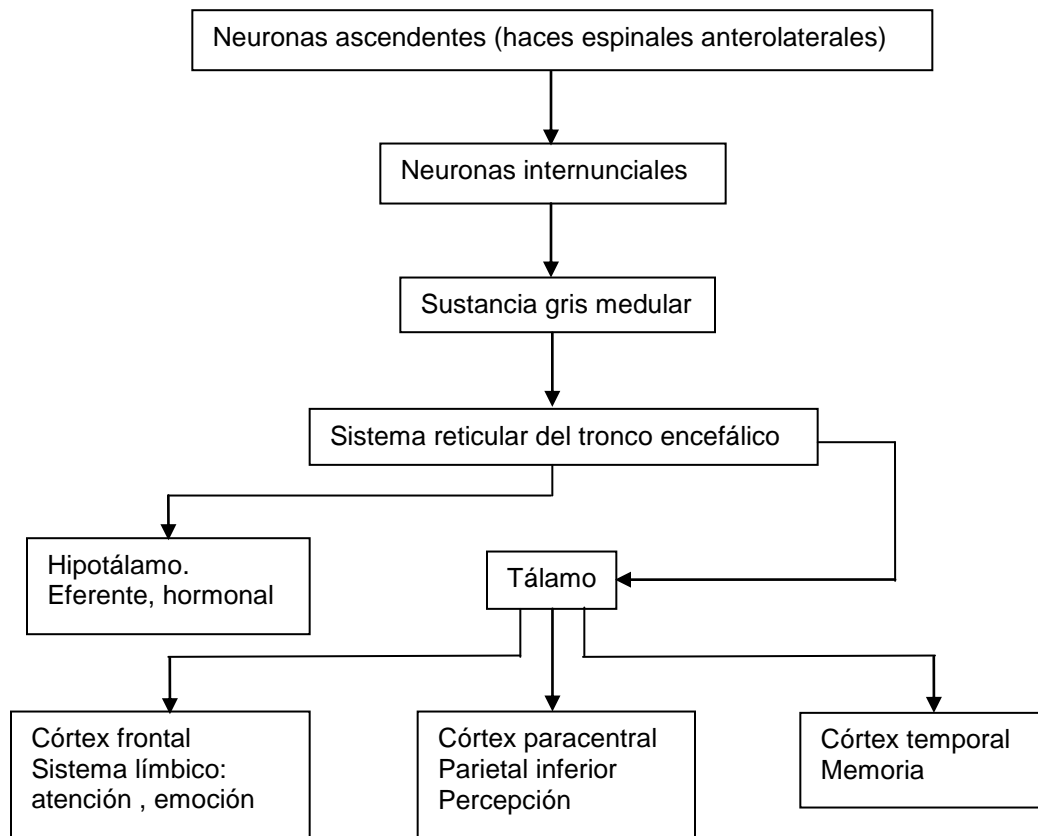 Neuronas ascendentes (haces espinales anterolaterales)
Neuronas internunciales
Sustancia gris medular
Sistema reticular del tronco encefálico
Hipotálamo.
Eferente, hormonal
Tálamo
Córtex frontal
Sistema límbico:
atención , emoción
Córtex paracentral
Parietal inferior
Percepción
Córtex temporal
Memoria